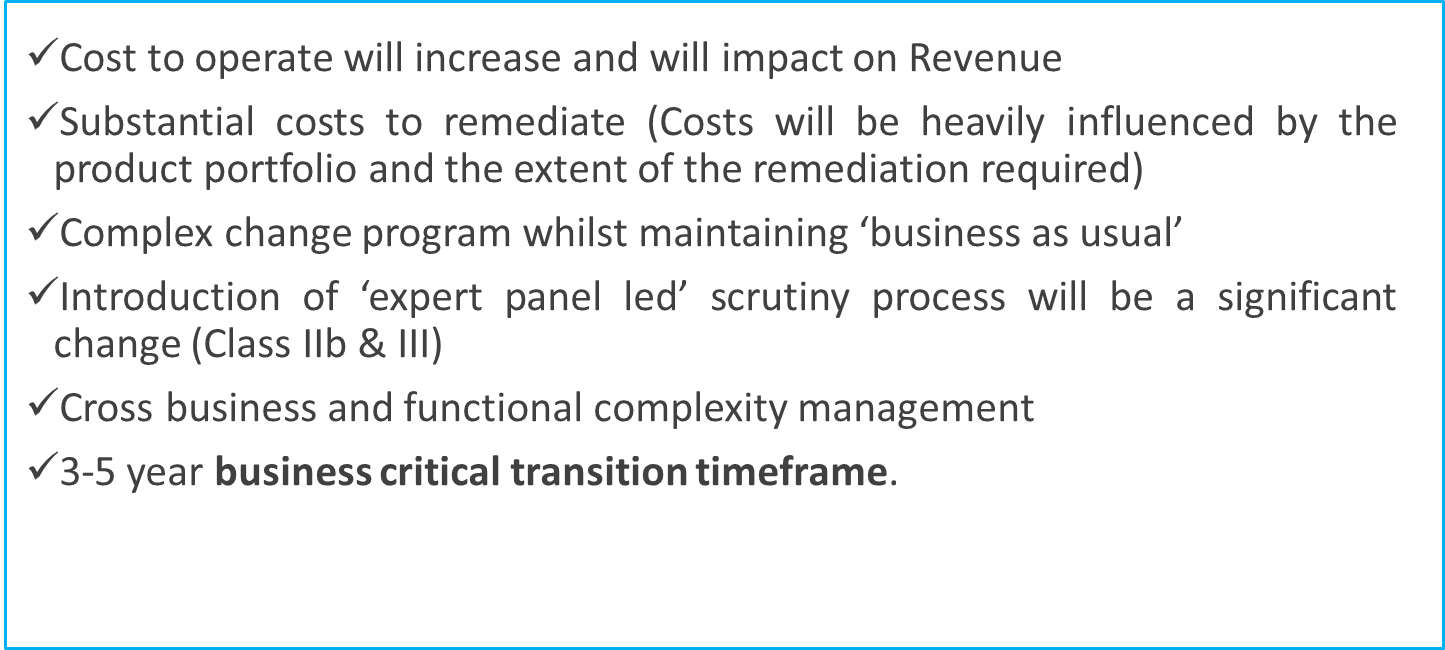 ✓Cost to operate will increase and will impact on Revenue
✓Substantial costs to remediate (Costs will be heavily influenced by the
product portfolio and the extent of the remediation required)
✓Complex change program whilst maintaining ‘business as usual’
✓Introduction of ‘expert panel led’ scrutiny process will be a significant
change (Class IIb & III)
✓Cross business and functional complexity management
✓3-5 year business critical transition timeframe.